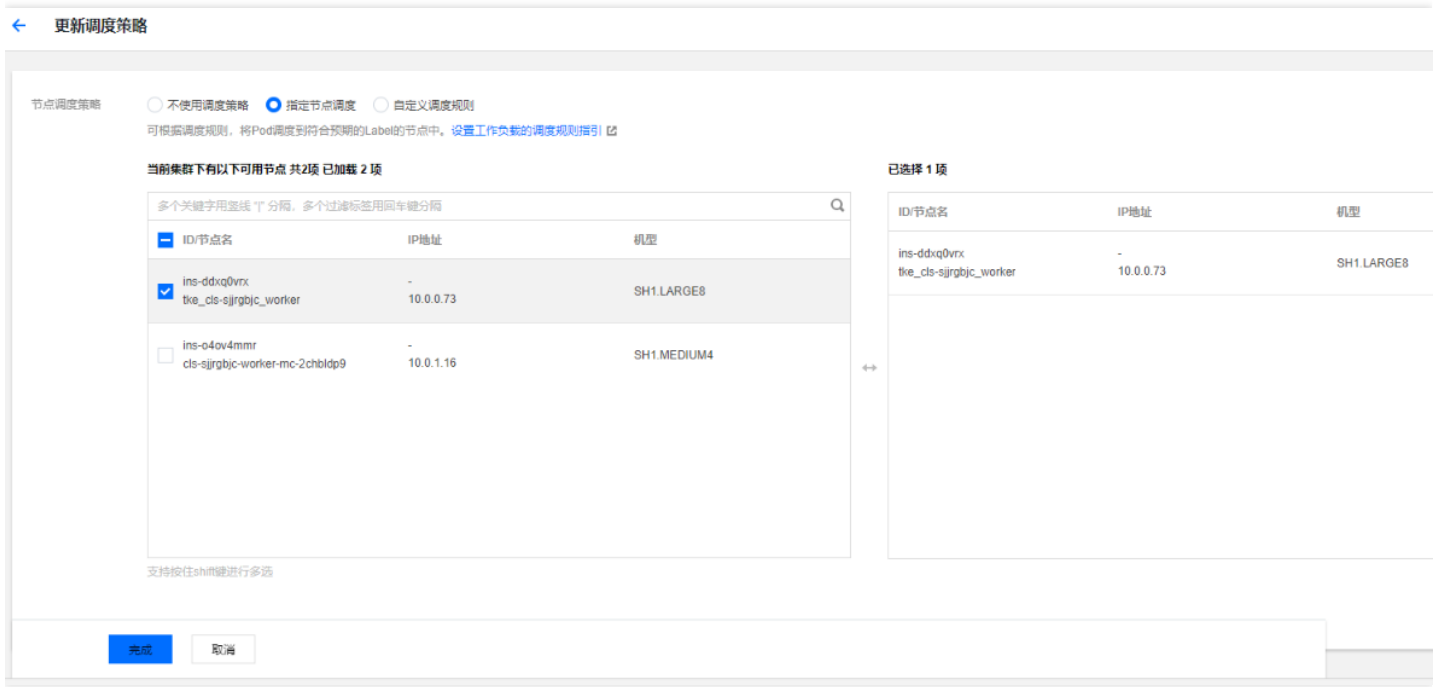 更新调度策略
节点调度策略 不使用调度策略 指定节点调度 自定义调度规则
可根据调度规则，将Pod调度到符合预期的Label的节点中。设置工作负载的调度规则指引
当前集群下有以下可用节点 共2项 已加载 2 项
多个关键字用竖线 "|" 分隔，多个过滤标签用回车键分隔
ID/节点名 IP地址 机型
ins-ddxq0vrx -
tke_cls-sjjrgbjc_worker 10.0.0.73 SH1.LARGE8
ins-o4ov4mmr -
cls-sjjrgbjc-worker-mc-2chbldp9 10.0.1.16 SH1.MEDIUM4
支持按住shift键进行多选
已选择 1 项
ID/节点名 IP地址 机型
ins-ddxq0vrx -
tke_cls-sjjrgbjc_worker 10.0.0.73 SH1.LARGE8
完成 取消